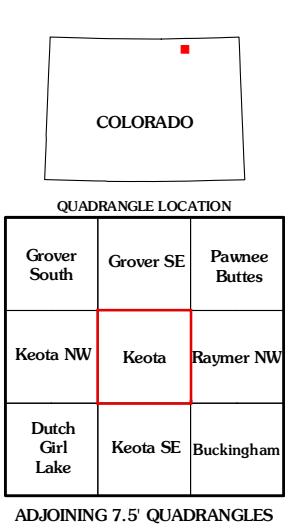 COLORADO
QUADRANGLE LOCATION
Grover
South
Grover SE
Pawnee
Buttes
Keota NW
Keota
Raymer NW
Dutch
Girl
Lake
Keota SE
Buckingham
ADJOINING 7.5' QUADRANGLES